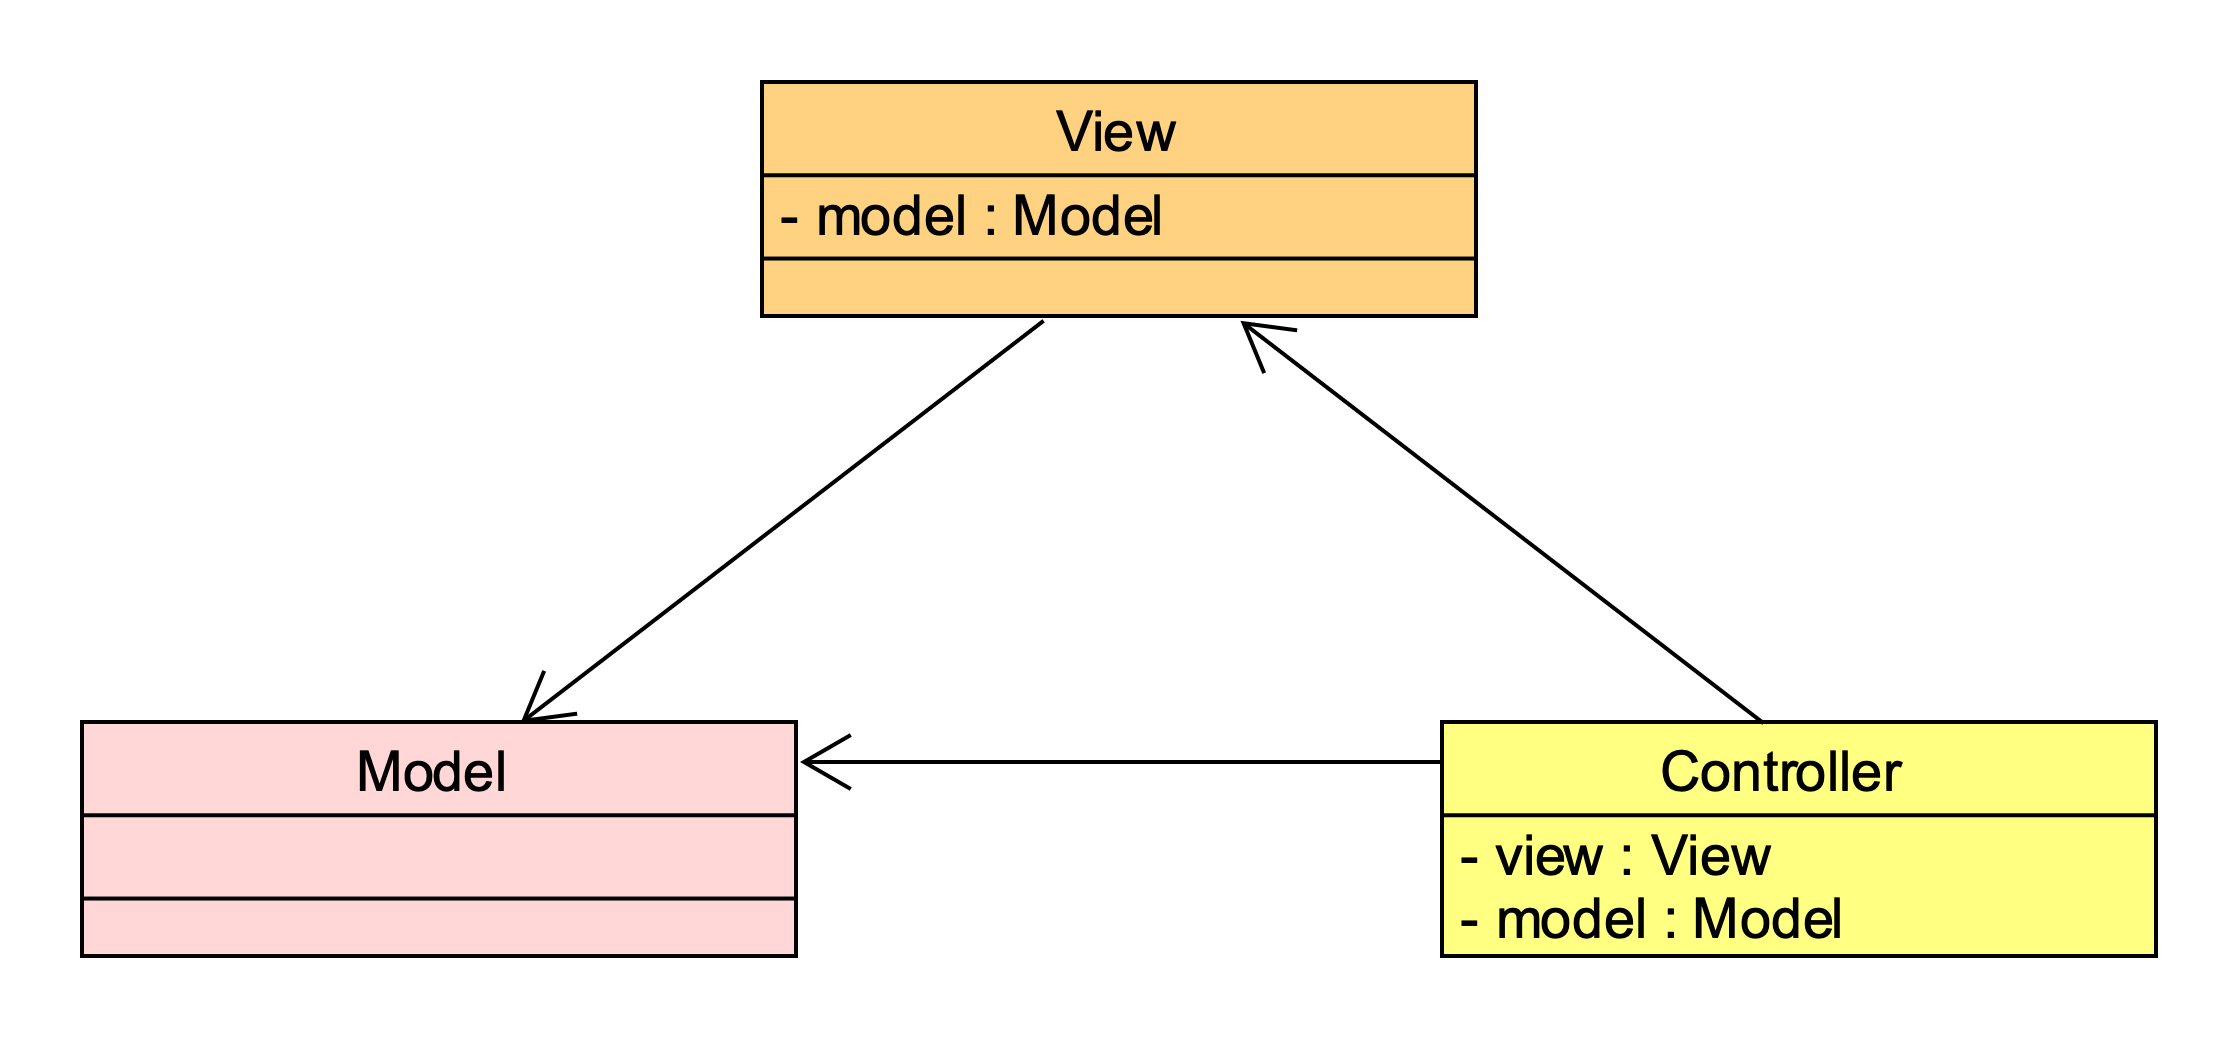 View
- model : Model
Model
Controller
- view : View
- model : Model